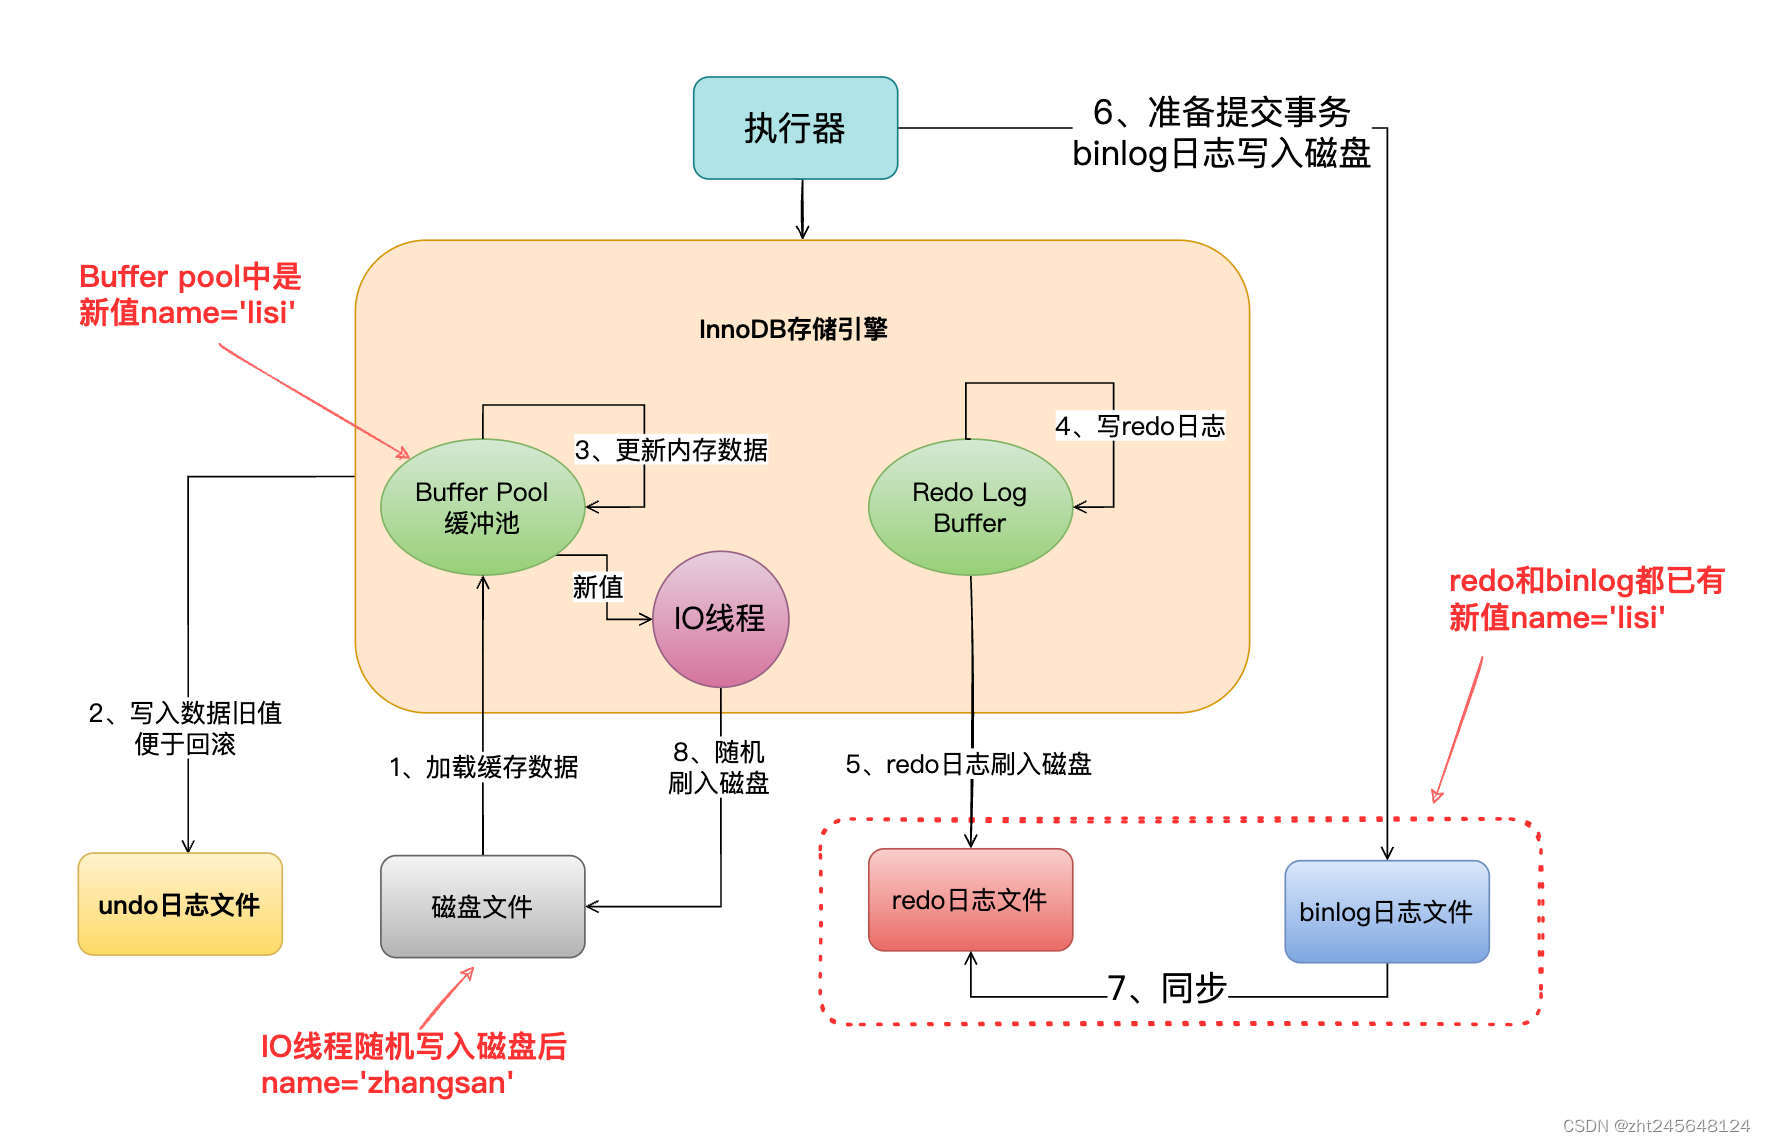 执行器
6、准备提交事务
binlog日志写入磁盘
Buffer pool中是
新值name='lisi'
InnoDB存储引擎
3、更新内存数据
4、写redo日志
Buffer Pool
缓冲池
Redo Log
Buffer
新值
IO线程
redo和binlog都已有
新值name='lisi'
2、写入数据旧值
便于回滚
1、加载缓存数据
8、随机
刷入磁盘
5、redo日志刷入磁盘
undo日志文件
磁盘文件
redo日志文件
binlog日志文件
7、同步
IO线程随机写入磁盘后
name='zhangsan'
CSDN @zht245648124